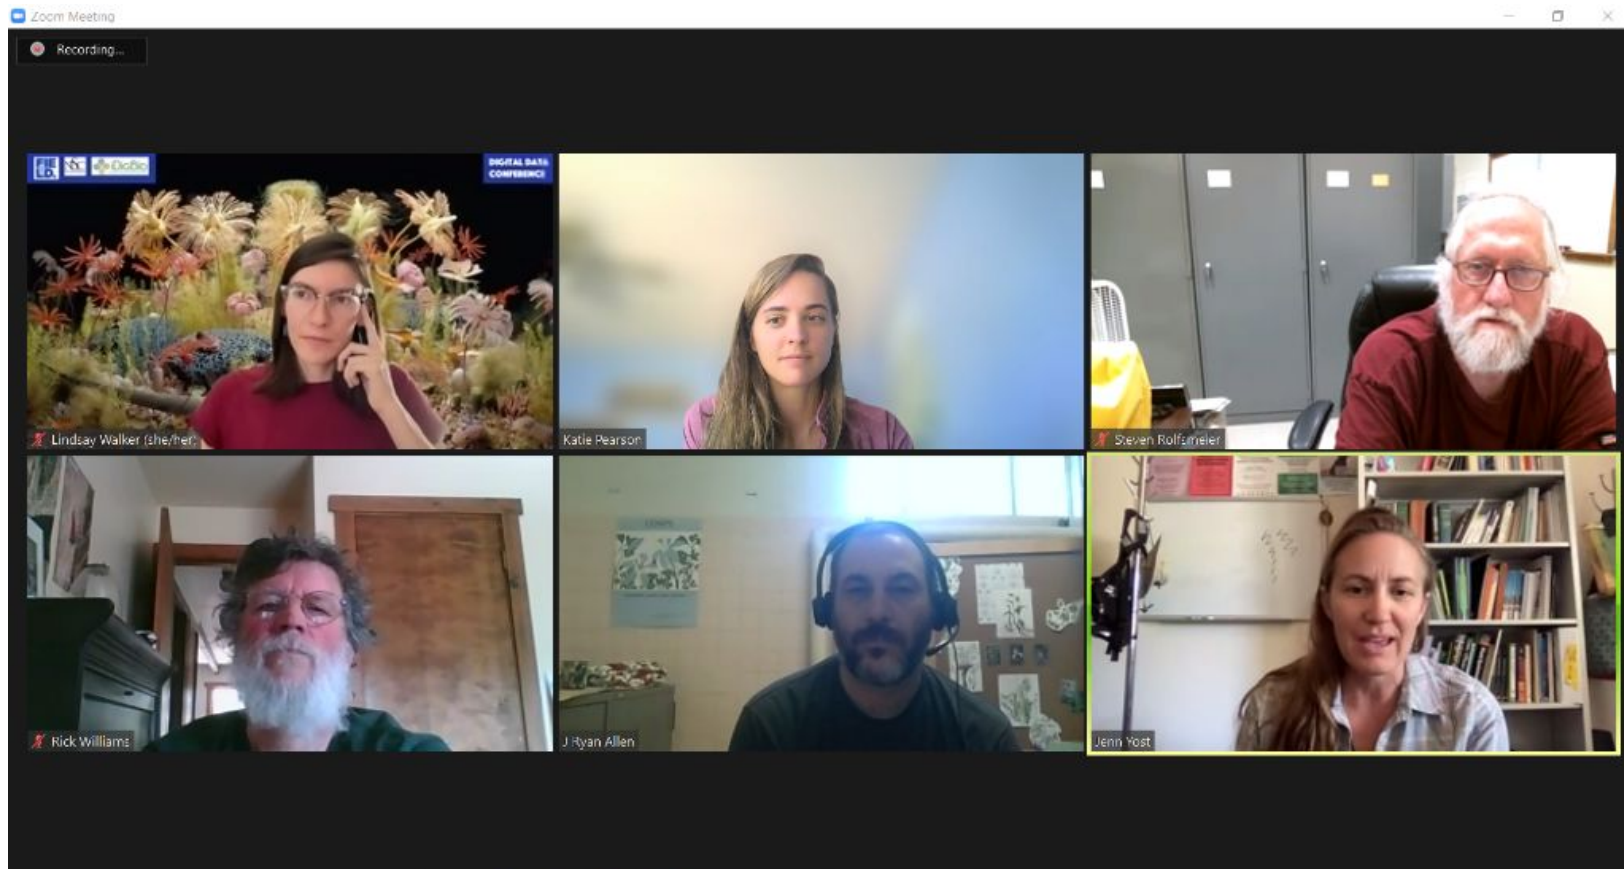 Zoom Meeting
Recording...
DIGITAL DATA
CONFERENCE
Lindsay Walker (she/her)
Katie Pearson
Steven Rolfsmeier
Rick Williams
J Ryan Allen
Jenn Yost